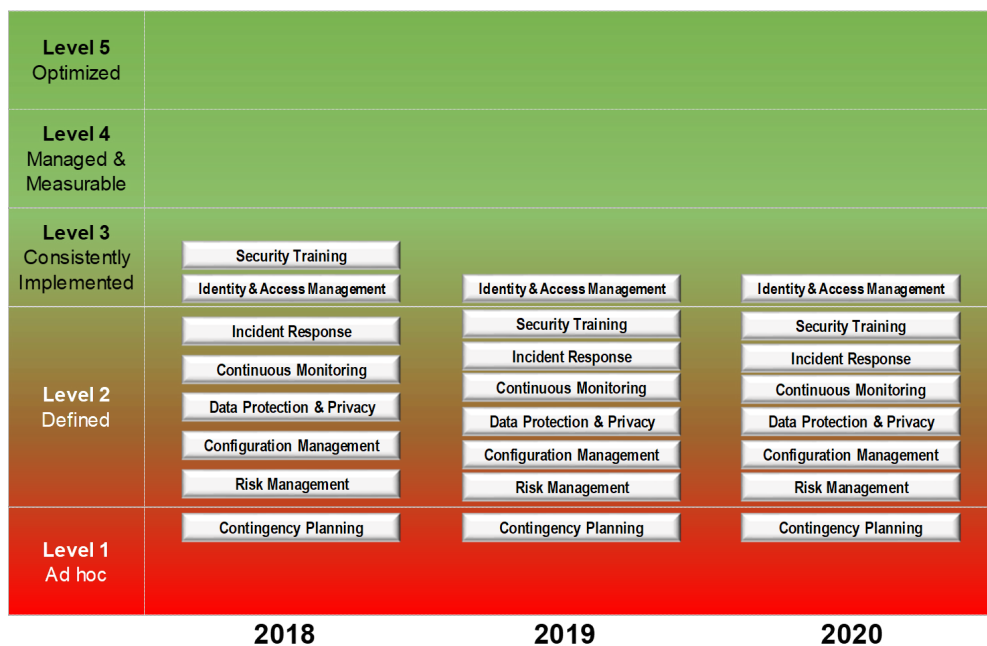 Level 5
Optimized
Level 4
Managed &
Measurable
Level 3
Consistently
Implemented
Security Training
Identity & Access Management
Identity & Access Management
Identity & Access Management
Level 2
Defined
Incident Response
Continuous Monitoring
Data Protection & Privacy
Configuration Management
Risk Management
Security Training
Incident Response
Continuous Monitoring
Data Protection & Privacy
Configuration Management
Risk Management
Security Training
Incident Response
Continuous Monitoring
Data Protection & Privacy
Configuration Management
Risk Management
Level 1
Ad hoc
Contingency Planning
Contingency Planning
Contingency Planning
2018
2019
2020